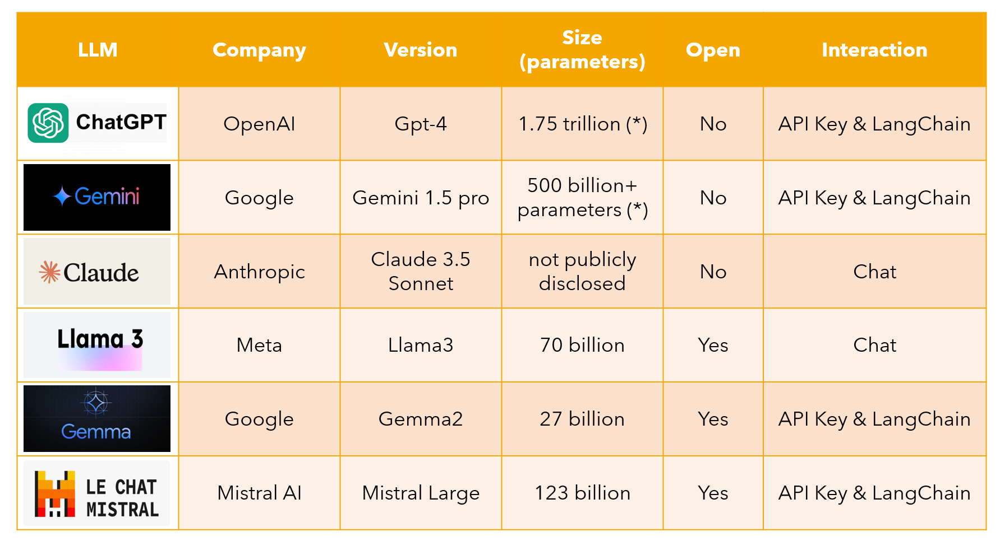 LLM
Company
Version
Size
(parameters)
Open
Interaction
ChatGPT
OpenAI
Gpt-4
1.75 trillion (*)
No
API Key & LangChain
Gemini
Google
Gemini 1.5 pro
500 billion+
parameters (*)
No
API Key & LangChain
Claude
Anthropic
Claude 3.5
Sonnet
not publicly
disclosed
No
Chat
Llama 3
Meta
Llama3
70 billion
Yes
Chat
Gemma
Google
Gemma2
27 billion
Yes
API Key & LangChain
LE CHAT
MISTRAL
Mistral AI
Mistral Large
123 billion
Yes
API Key & LangChain